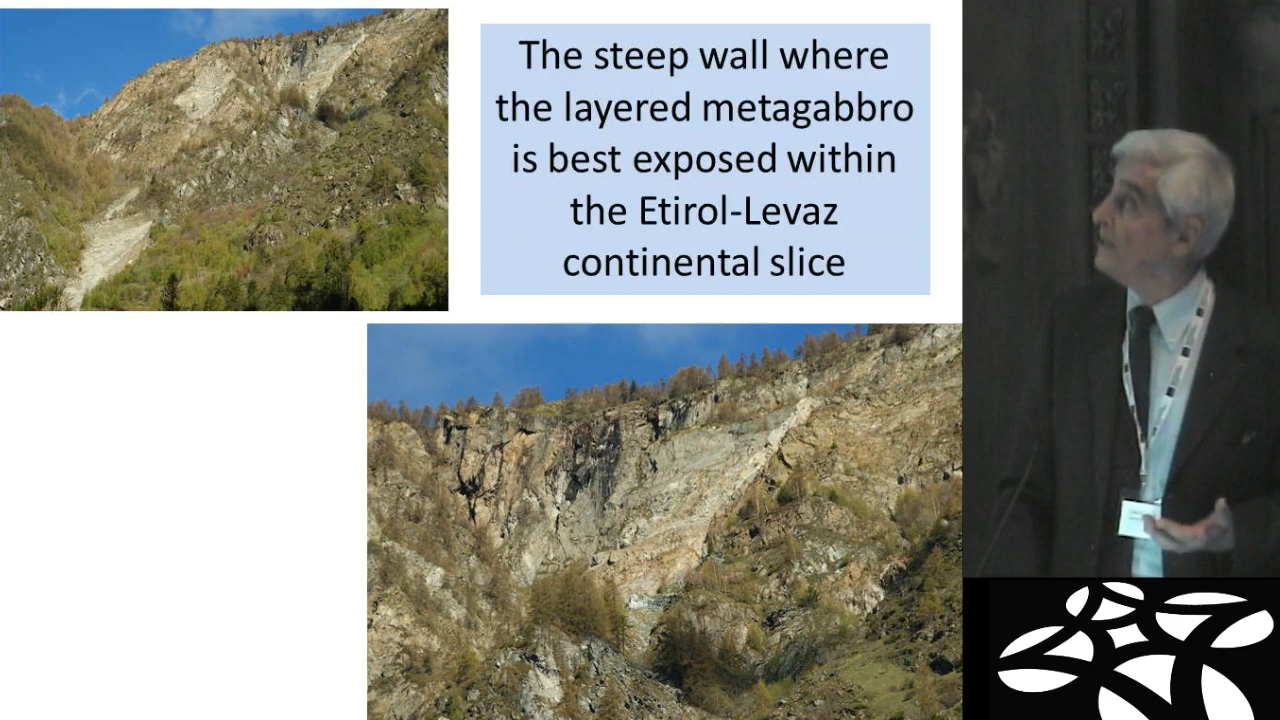 The steep wall where
the layered metagabbro
is best exposed within
the Etirol-Levaz
continental slice